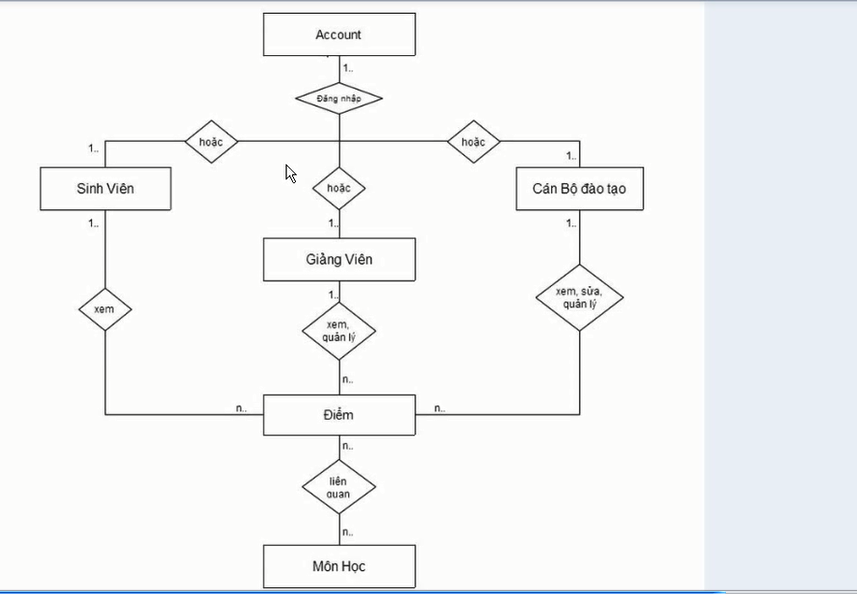 Account
1..
Đăng nhập
hoặc
hoặc
1..
1..
Sinh Viên
hoặc
Cán Bộ đào tạo
1..
1..
1..
Giảng Viên
1..
xem
xem,
quản lý
xem, sửa,
quản lý
n..
n..
n..
Điểm
n..
liên
quan
n..
Môn Học